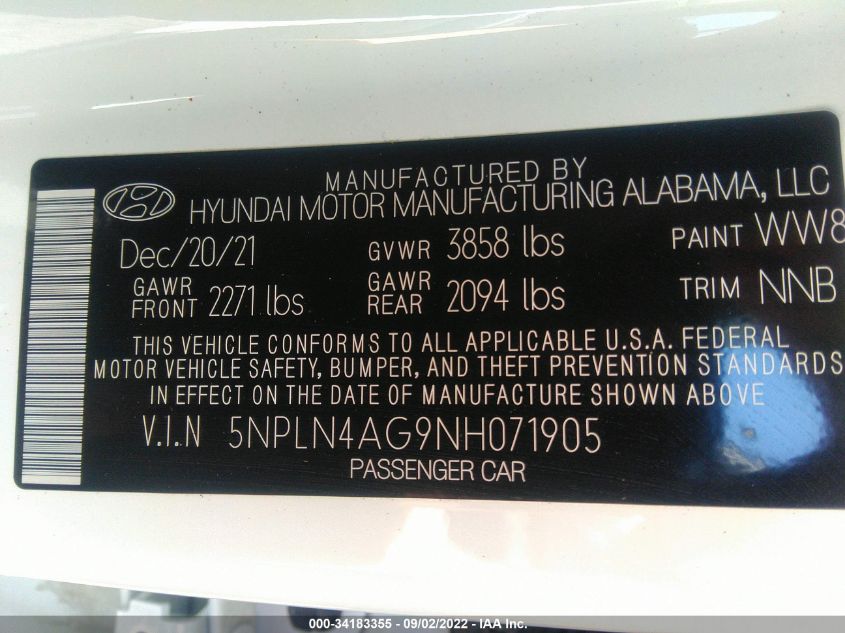 MANUFACTURED BY
HYUNDAI MOTOR MANUFACTURING ALABAMA, LLC
Dec/20/21 GVWR 3858 lbs PAINT WW8
GAWR FRONT 2271 lbs GAWR REAR 2094 lbs TRIM NNB
THIS VEHICLE CONFORMS TO ALL APPLICABLE U.S.A. FEDERAL
MOTOR VEHICLE SAFETY, BUMPER, AND THEFT PREVENTION STANDARDS
IN EFFECT ON THE DATE OF MANUFACTURE SHOWN ABOVE
V.I.N 5NPLN4AG9NH071905
PASSENGER CAR
000-34183355 - 09/02/2022 - IAA Inc.